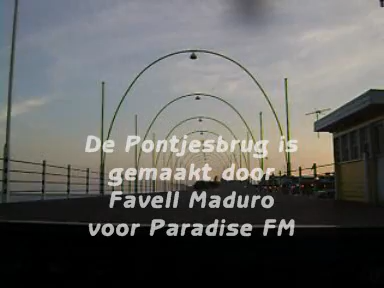 De Pontjesbrug is
gemaakt door
Favell Maduro
voor Paradise FM